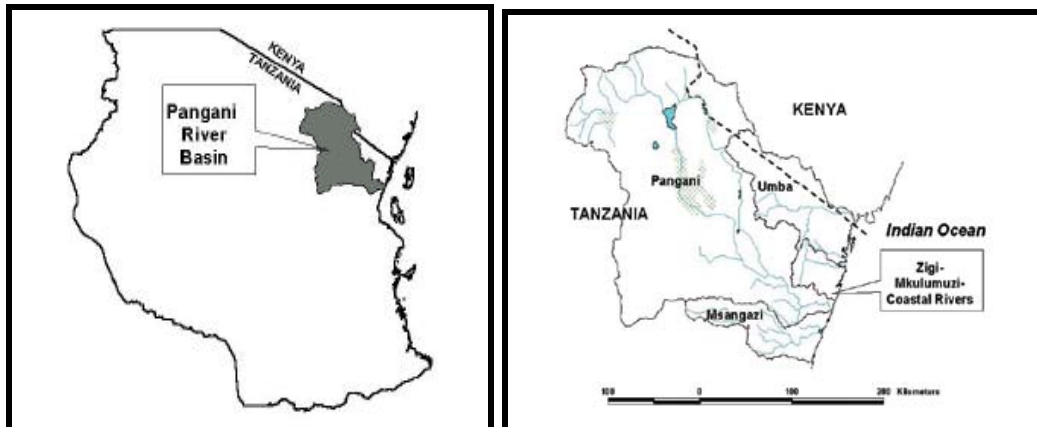 KENYA
TANZANIA
Pangani
River
Basin
KENYA
Pangani
Umba
TANZANIA
Indian Ocean
Zigi-
Mkulumuzi-
Coastal Rivers
Msangazi
100 0 100 200 Kilometers